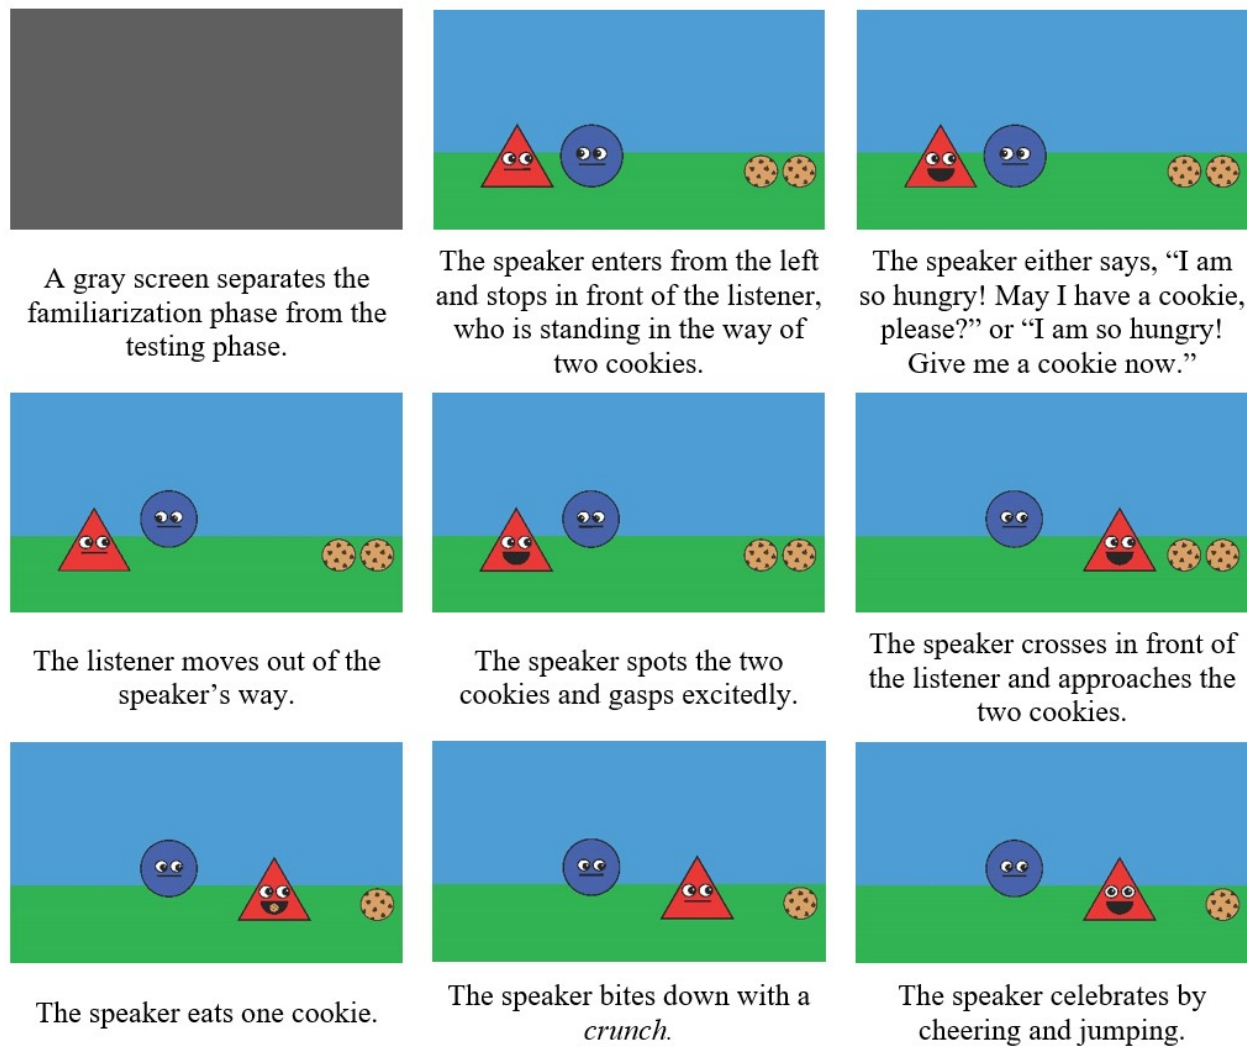 A gray screen separates the
familiarization phase from the
testing phase.
The speaker enters from the left
and stops in front of the listener,
who is standing in the way of
two cookies.
The speaker either says, “I am
so hungry! May I have a cookie,
please?” or “I am so hungry!
Give me a cookie now.”
The listener moves out of the
speaker’s way.
The speaker spots the two
cookies and gasps excitedly.
The speaker crosses in front of
the listener and approaches the
two cookies.
The speaker eats one cookie.
The speaker bites down with a
crunch.
The speaker celebrates by
cheering and jumping.